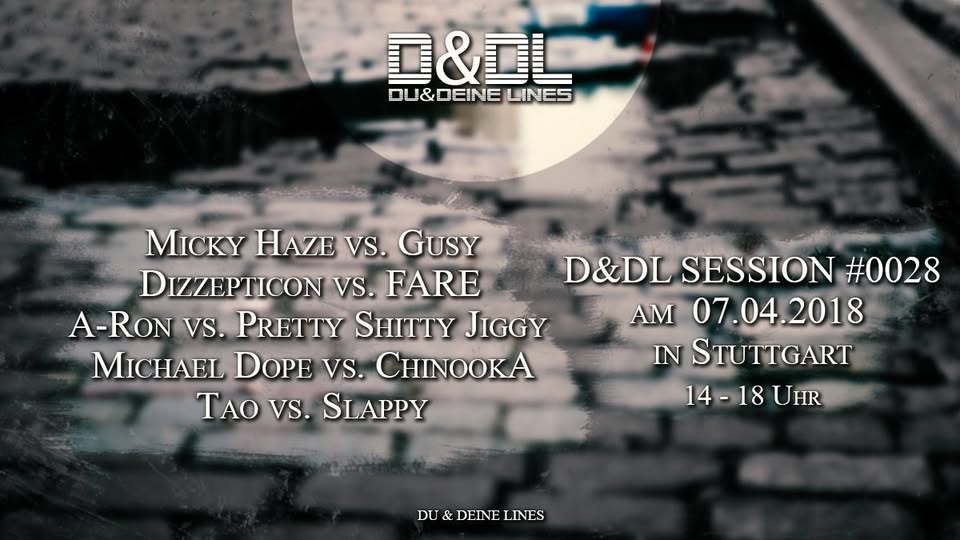 D&DL
DU&DEINE LINES
Micky Haze vs. Gusy
Dizzepticon vs. FARE
A-Ron vs. Pretty Shitty Jiggy
Michael Dope vs. ChinookA
Tao vs. Slappy
D&DL SESSION #0028
am 07.04.2018
in Stuttgart
14 - 18 Uhr
DU & DEINE LINES